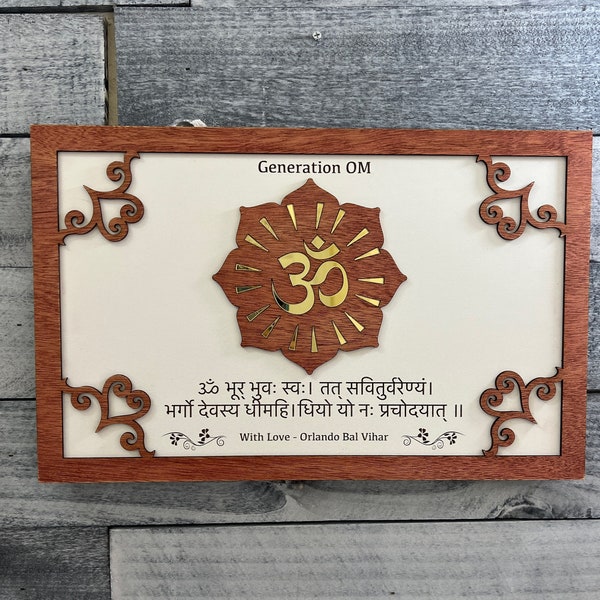 Generation OM
ॐ
ॐ भूर् भुवः स्वः। तत् सवितुर्वरेण्यं।
भर्गो देवस्य धीमहि।धियो यो नः प्रचोदयात् ॥
With Love - Orlando Bal Vihar